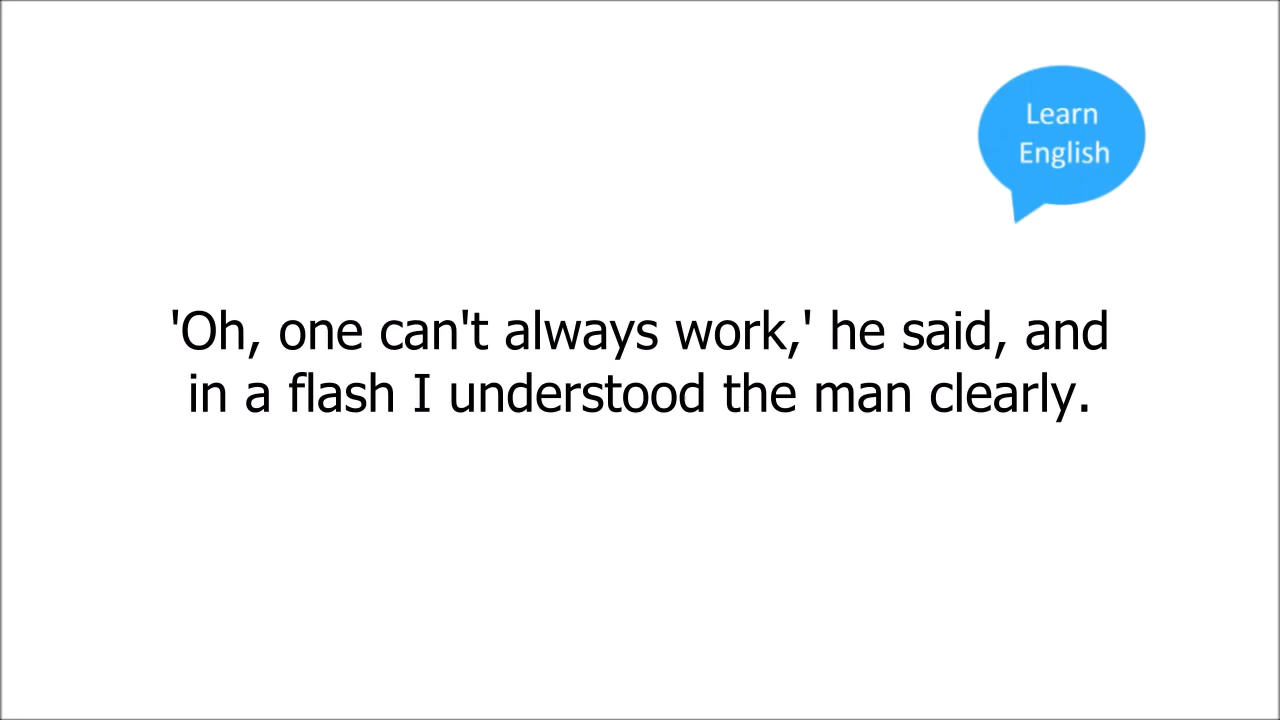 Learn
English
'Oh, one can't always work,' he said, and
in a flash I understood the man clearly.